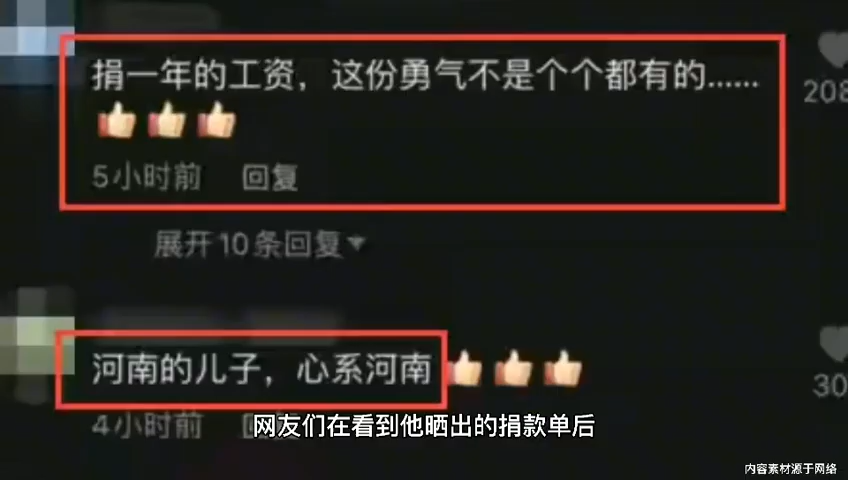 捐一年的工资，这份勇气不是个个都有的......
208
5小时前 回复
展开10条回复
河南的儿子，心系河南
30
4小时前
网友们在看到他晒出的捐款单后
内容素材源于网络